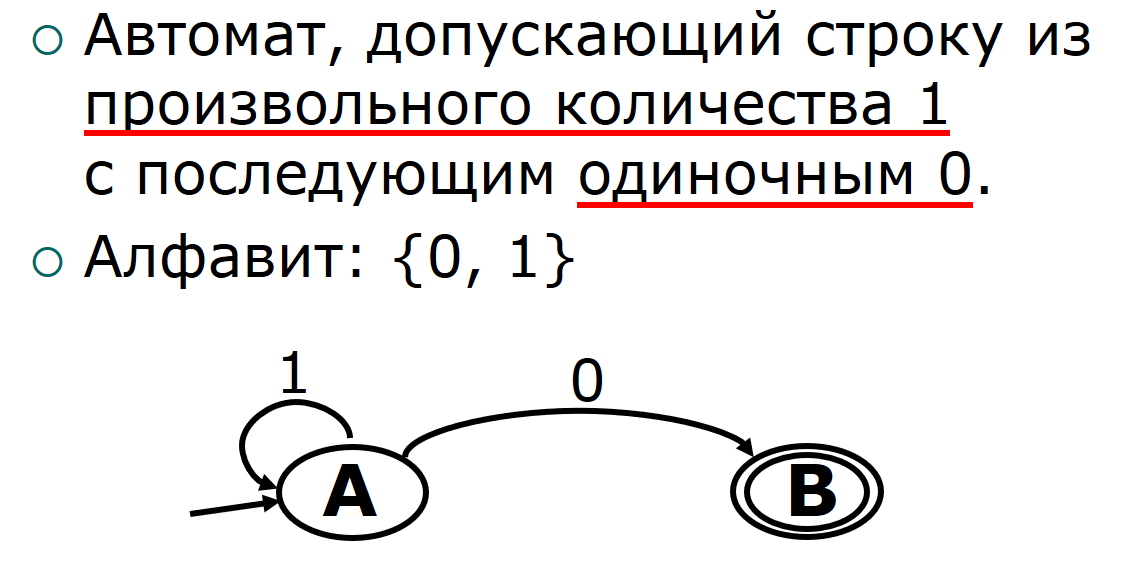 Автомат, допускающий строку из
произвольного количества 1
с последующим одиночным 0.
Алфавит: {0, 1}
1
0
A
B